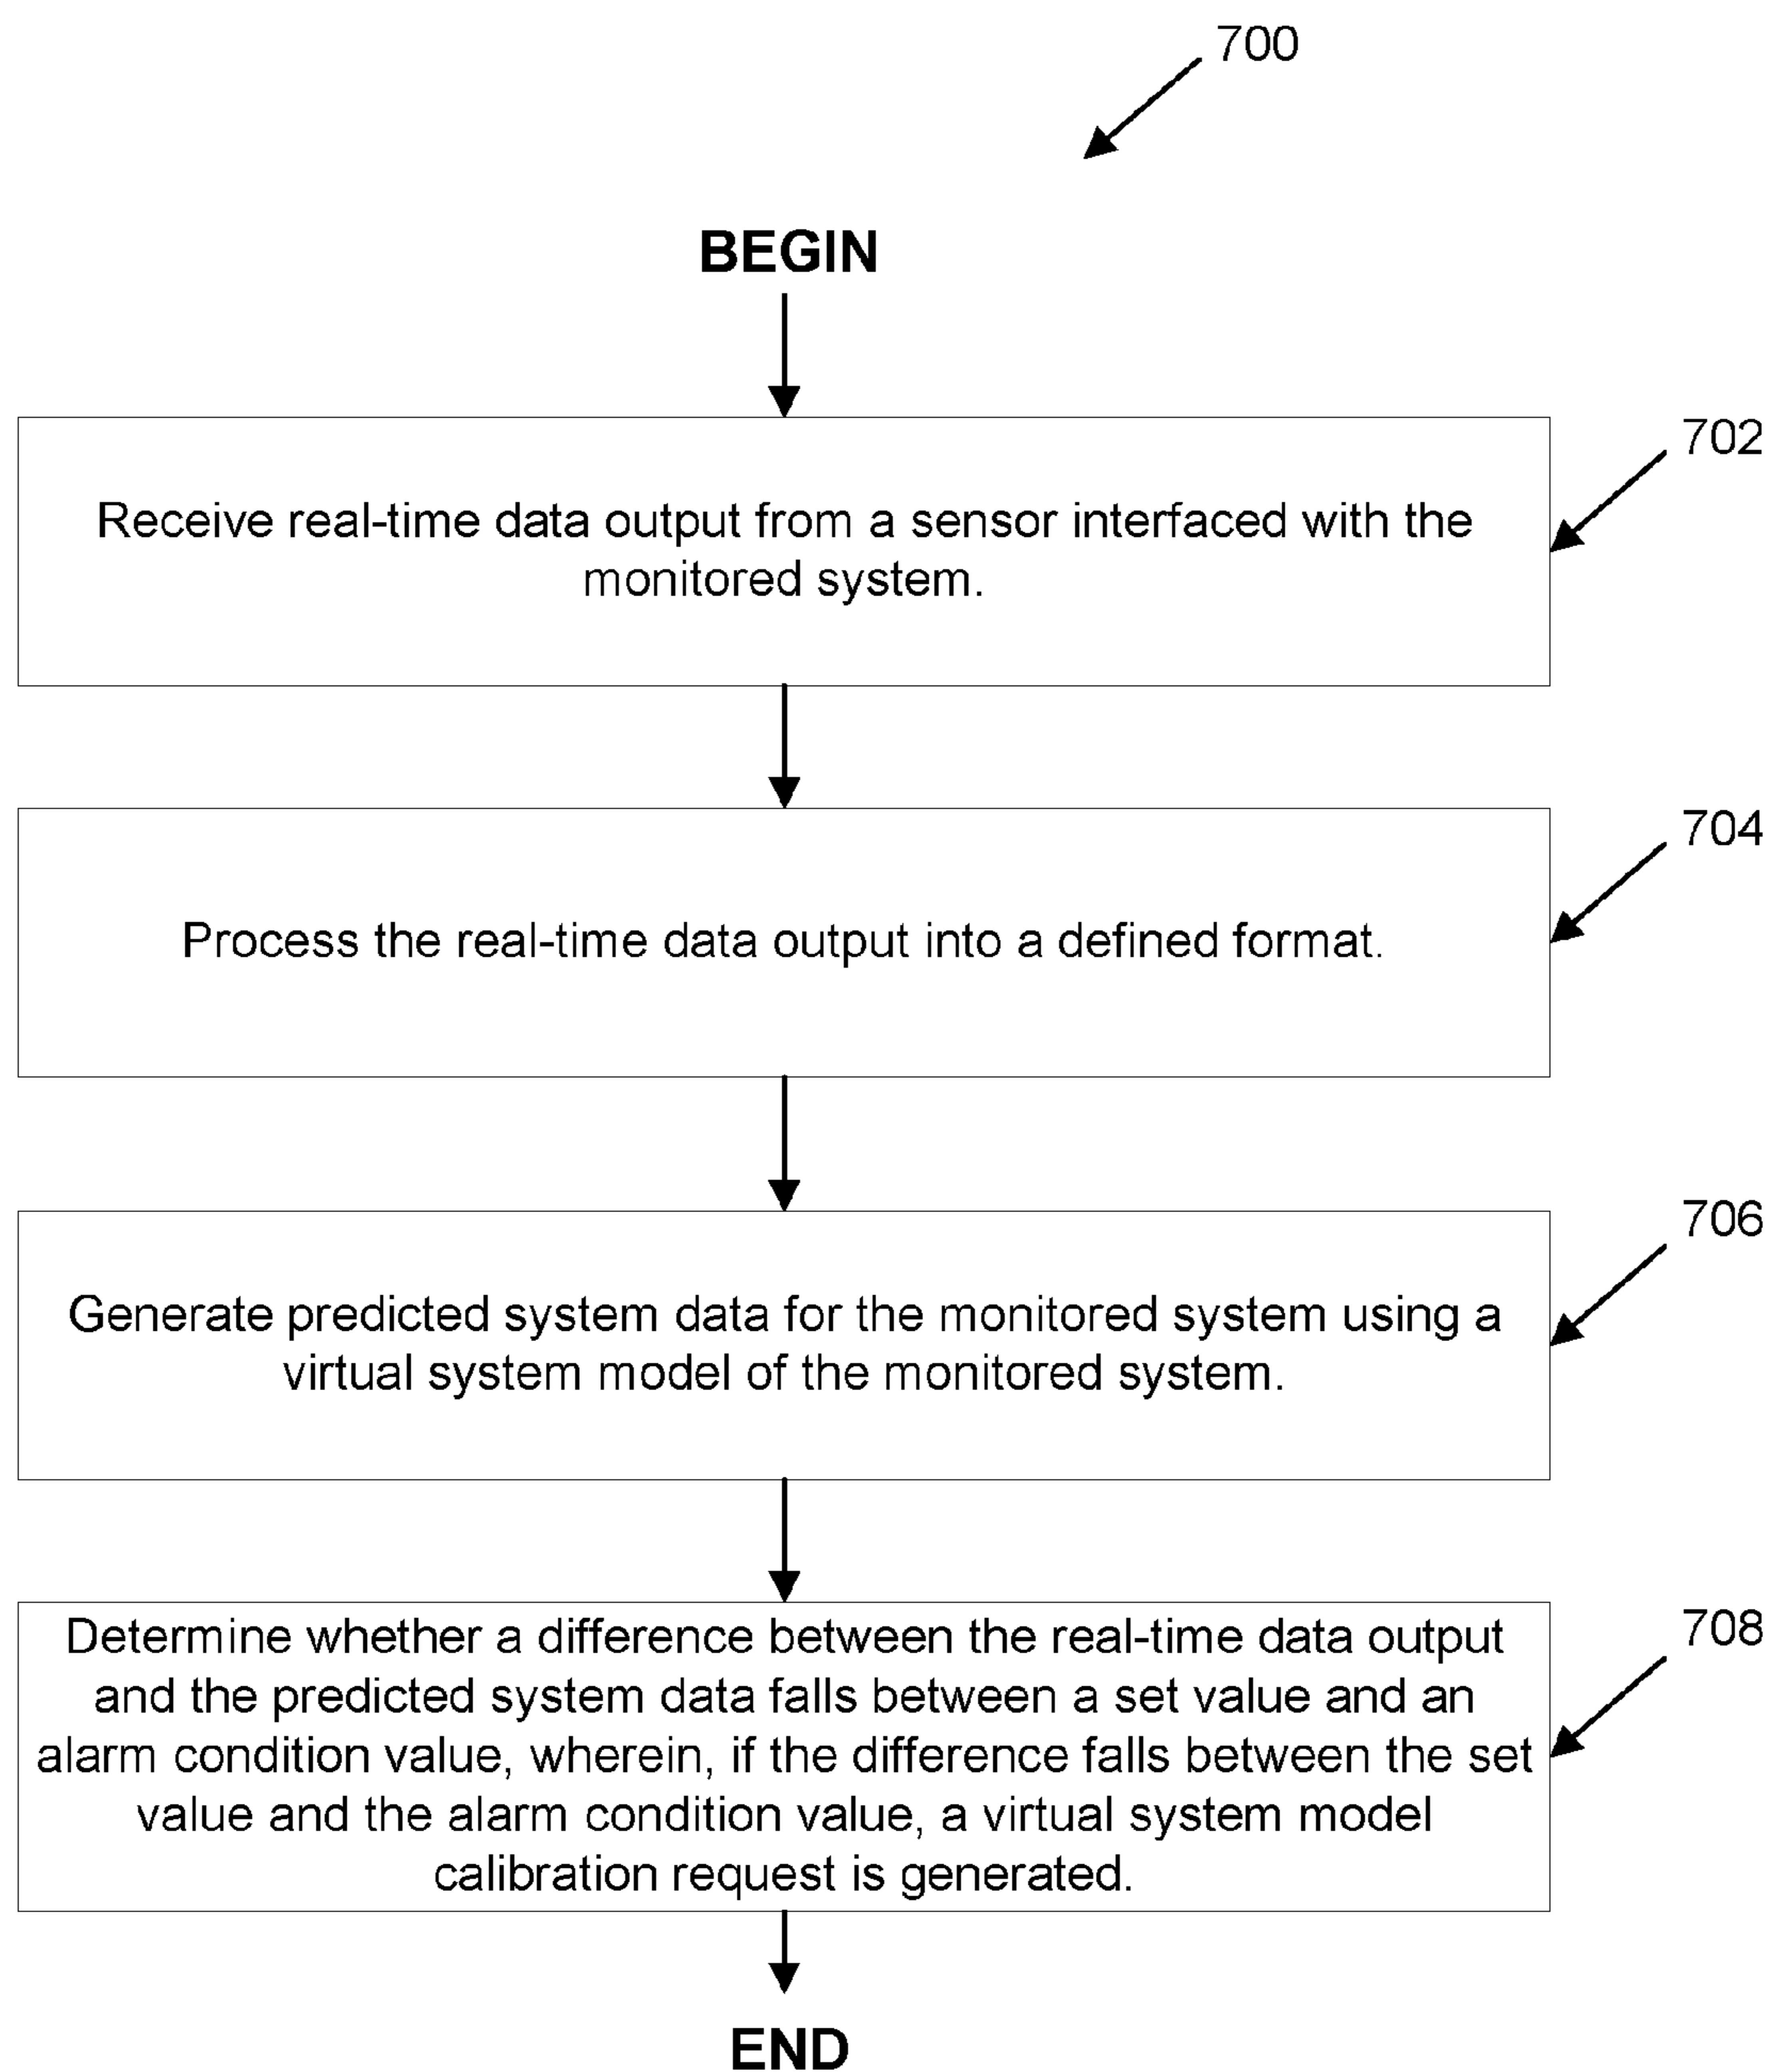 700
BEGIN
702
Receive real-time data output from a sensor interfaced with the
monitored system.
704
Process the real-time data output into a defined format.
706
Generate predicted system data for the monitored system using a
virtual system model of the monitored system.
708
Determine whether a difference between the real-time data output
and the predicted system data falls between a set value and an
alarm condition value, wherein, if the difference falls between the set
value and the alarm condition value, a virtual system model
calibration request is generated.
END